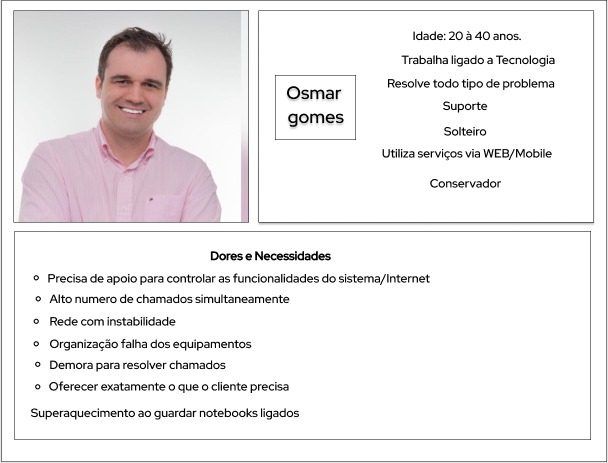 Osmar
gomes
Idade: 20 à 40 anos.
Trabalha ligado a Tecnologia
Resolve todo tipo de problema
Suporte
Solteiro
Utiliza serviços via WEB/Mobile
Conservador
Dores e Necessidades
Precisa de apoio para controlar as funcionalidades do sistema/Internet
Alto numero de chamados simultaneamente
Rede com instabilidade
Organização falha dos equipamentos
Demora para resolver chamados
Oferecer exatamente o que o cliente precisa
Superaquecimento ao guardar notebooks ligados